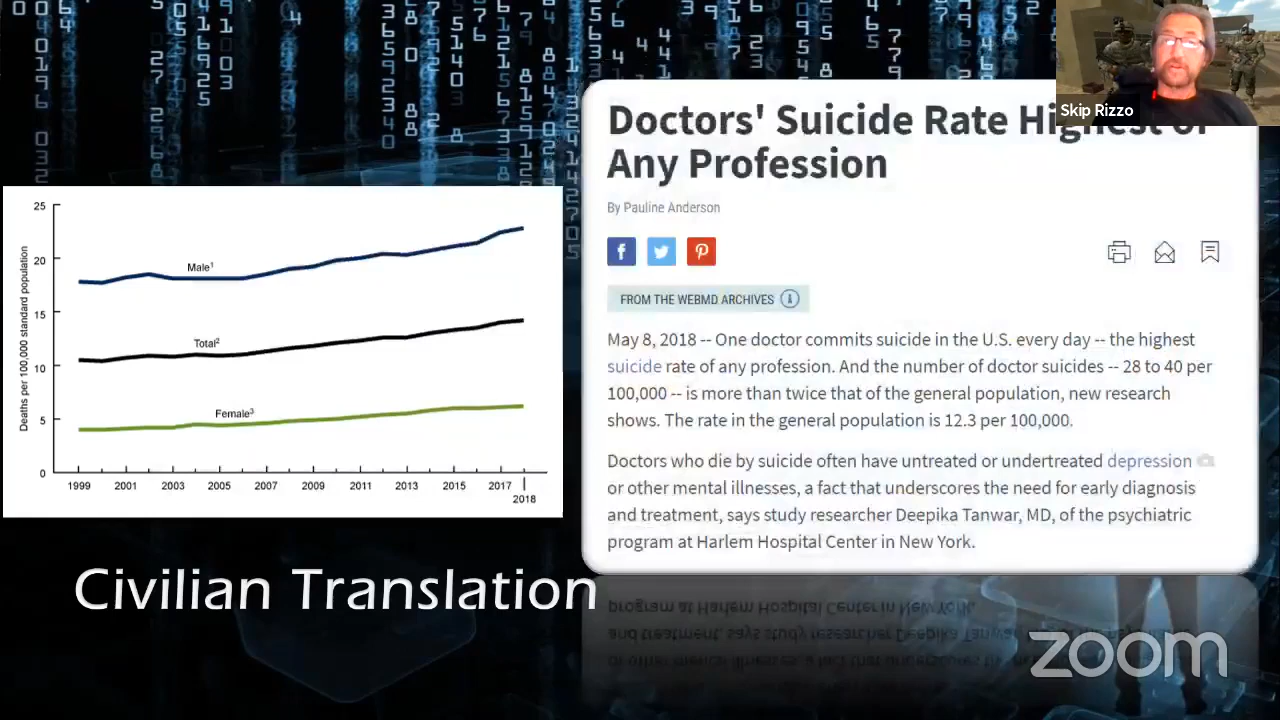 Skip Rizzo
Doctors' Suicide Rate Highest of
Any Profession
By Pauline Anderson
FROM THE WEBMD ARCHIVES
May 8, 2018 -- One doctor commits suicide in the U.S. every day -- the highest
suicide rate of any profession. And the number of doctor suicides -- 28 to 40 per
100,000 -- is more than twice that of the general population, new research
shows. The rate in the general population is 12.3 per 100,000.
Doctors who die by suicide often have untreated or undertreated depression
or other mental illnesses, a fact that underscores the need for early diagnosis
and treatment, says study researcher Deepika Tanwar, MD, of the psychiatric
program at Harlem Hospital Center in New York.
Deaths per 100,000 standard population
25
20
15
10
5
0
Male¹
Total²
Female³
1999 2001 2003 2005 2007 2009 2011 2013 2015 2017
2018
Civilian Translation
zoom